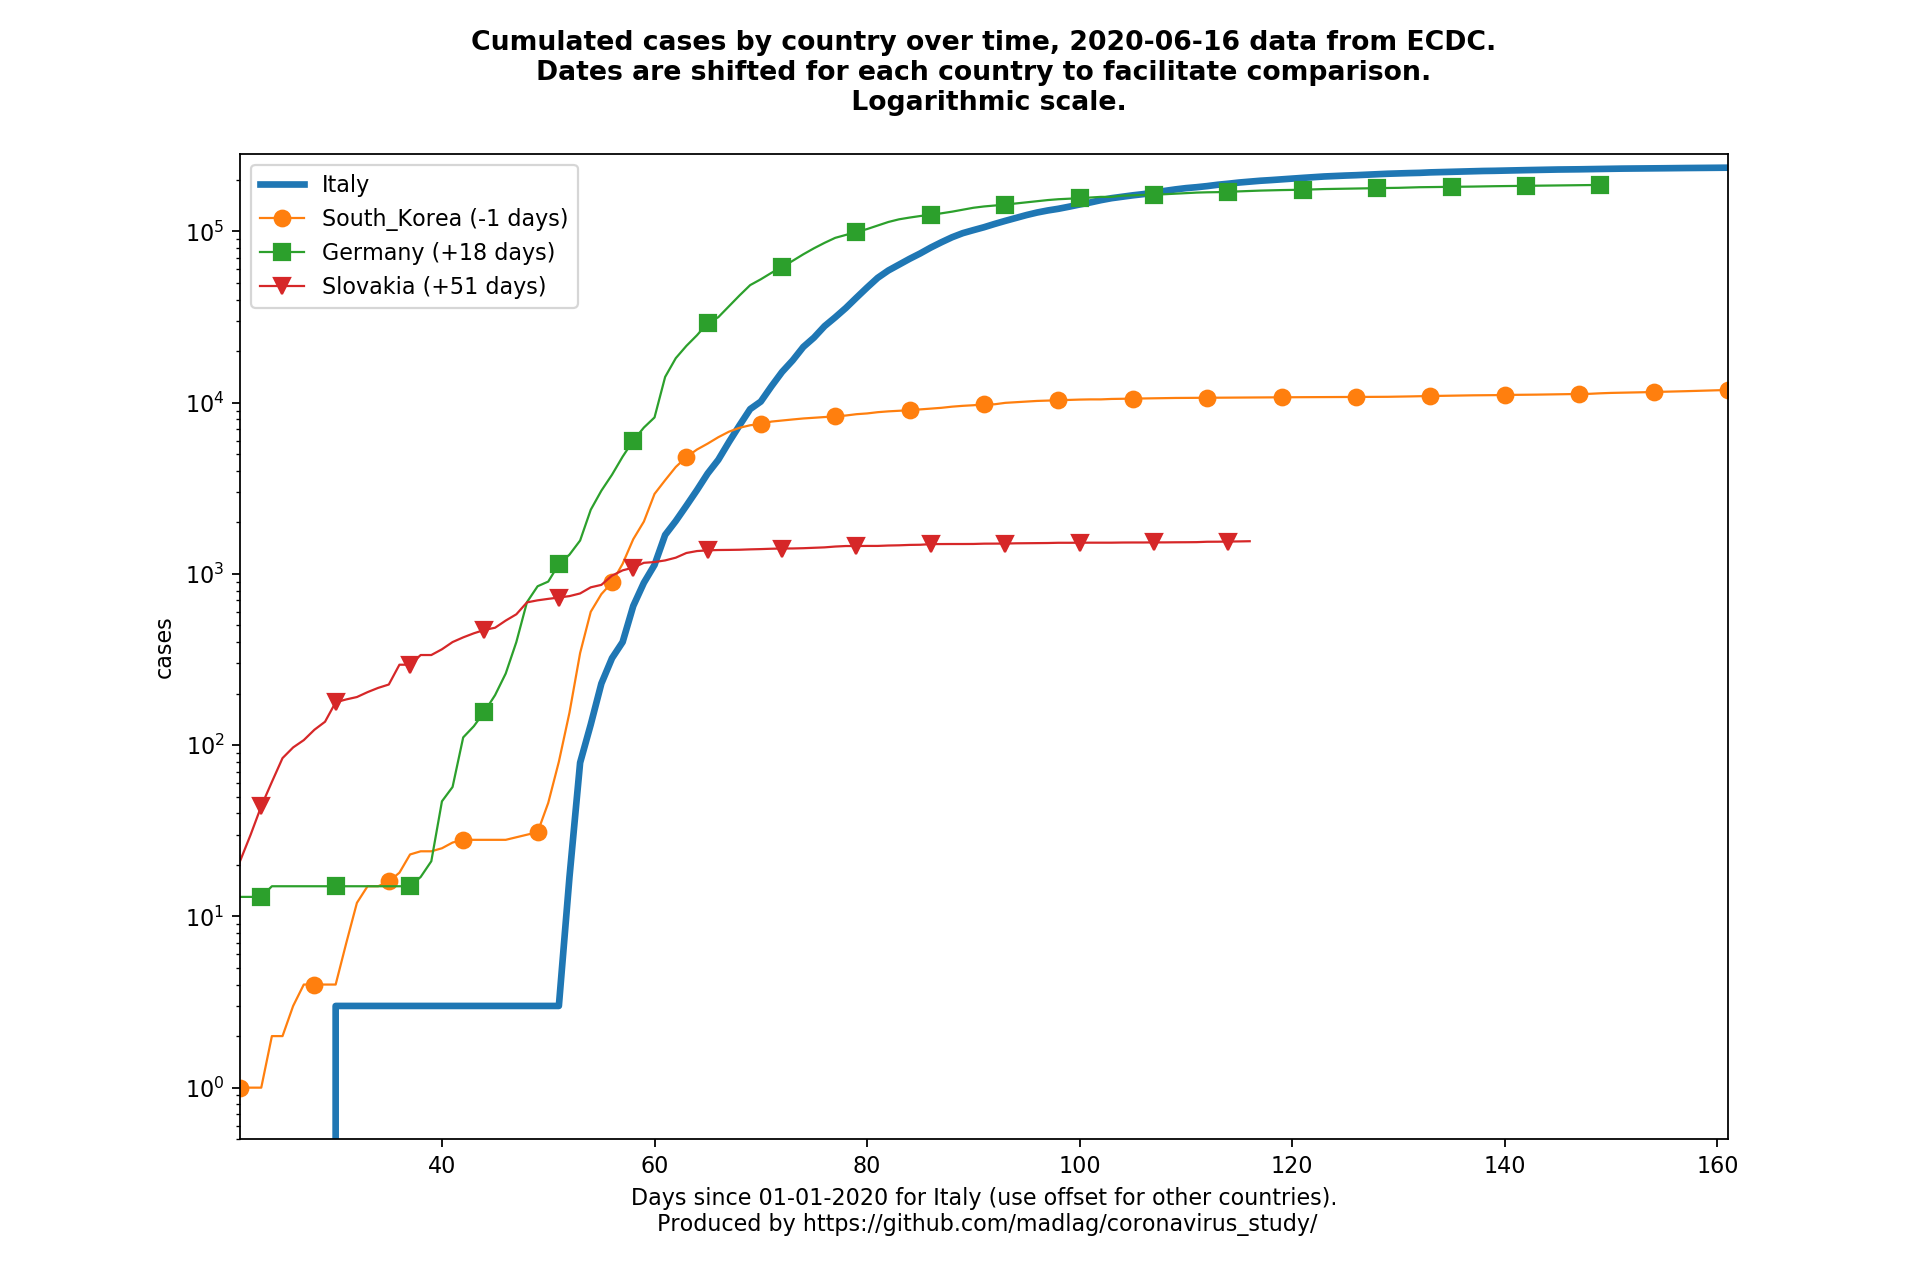 Cumulated cases by country over time, 2020-06-16 data from ECDC.
Dates are shifted for each country to facilitate comparison.
Logarithmic scale.
Italy
South_Korea (-1 days)
Germany (+18 days)
Slovakia (+51 days)
10^5
10^4
10^3
10^2
10^1
10^0
cases
40 60 80 100 120 140 160
Days since 01-01-2020 for Italy (use offset for other countries).
Produced by https://github.com/madlag/coronavirus_study/